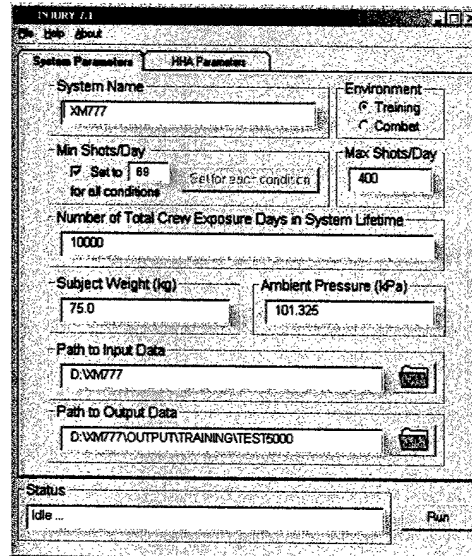 INJURY 7.1
File Help About
System Parameters HHA Parameters
System Name Environment
XM777 Training
Combat
Min Shots/Day Max Shots/Day
Set to 69 Set for each condition 400
for all conditions
Number of Total Crew Exposure Days in System Lifetime
10000
Subject Weight (kg) Ambient Pressure (kPa)
75.0 101.325
Path to Input Data
D:\XM777
Path to Output Data
D:\XM777\OUTPUT\TRAINING\TEST5000
Status
Idle ... Run